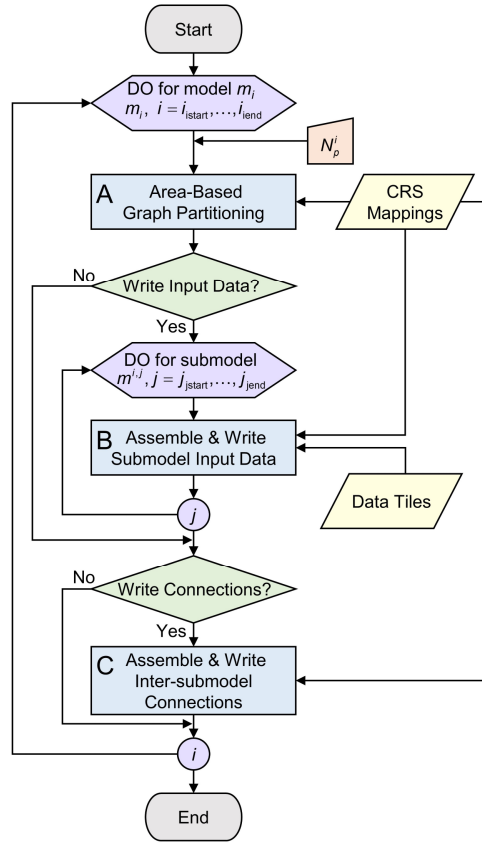 Start
DO for model mᵢ
mᵢ, i = i_istart,…,i_iend
N_p^i
A
Area-Based
Graph Partitioning
CRS
Mappings
No
Write Input Data?
Yes
DO for submodel
m^{i,j}, j = j_jstart,…, j_jend
B
Assemble & Write
Submodel Input Data
Data Tiles
j
No
Write Connections?
Yes
C
Assemble & Write
Inter-submodel
Connections
i
End